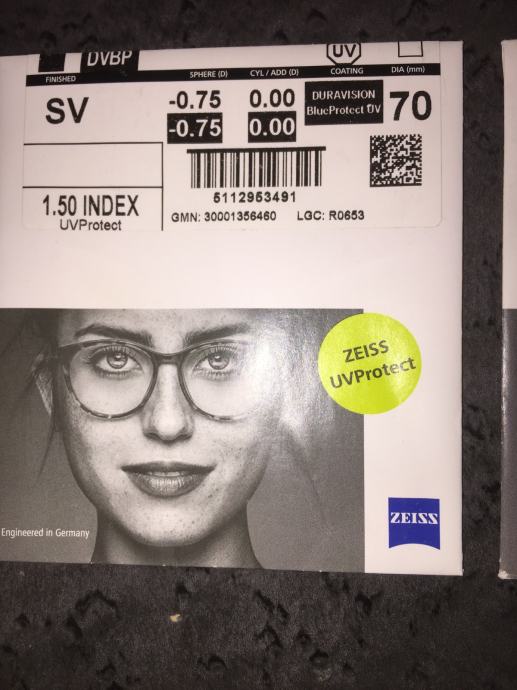 DVBP
UV
FINISHED SPHERE (D) CYL / ADD (D) COATING DIA (mm)
SV -0.75 0.00 DURAVISION 70
-0.75 0.00 BlueProtect UV
5112953491
1.50 INDEX
UVProtect
GMN: 30001356460 LGC: R0653
ZEISS
UVProtect
ZEISS
Engineered in Germany